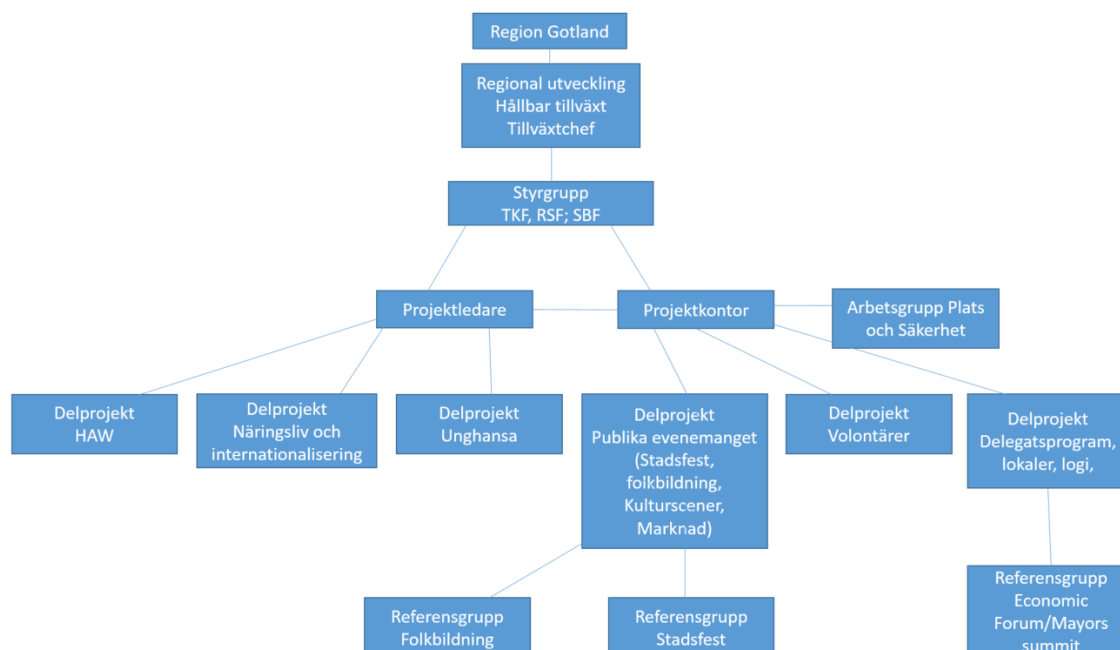 Region Gotland
Regional utveckling
Hållbar tillväxt
Tillväxtchef
Styrgrupp
TKF, RSF; SBF
Projektledare
Projektkontor
Arbetsgrupp Plats
och Säkerhet
Delprojekt
HAW
Delprojekt
Näringsliv och
internationalisering
Delprojekt
Unghansa
Delprojekt
Publika evenemanget
(Stadsfest,
folkbildning,
Kulturscener,
Marknad)
Delprojekt
Volontärer
Delprojekt
Delegatsprogram,
lokaler, logi,
Referensgrupp
Folkbildning
Referensgrupp
Stadsfest
Referensgrupp
Economic
Forum/Mayors
summit